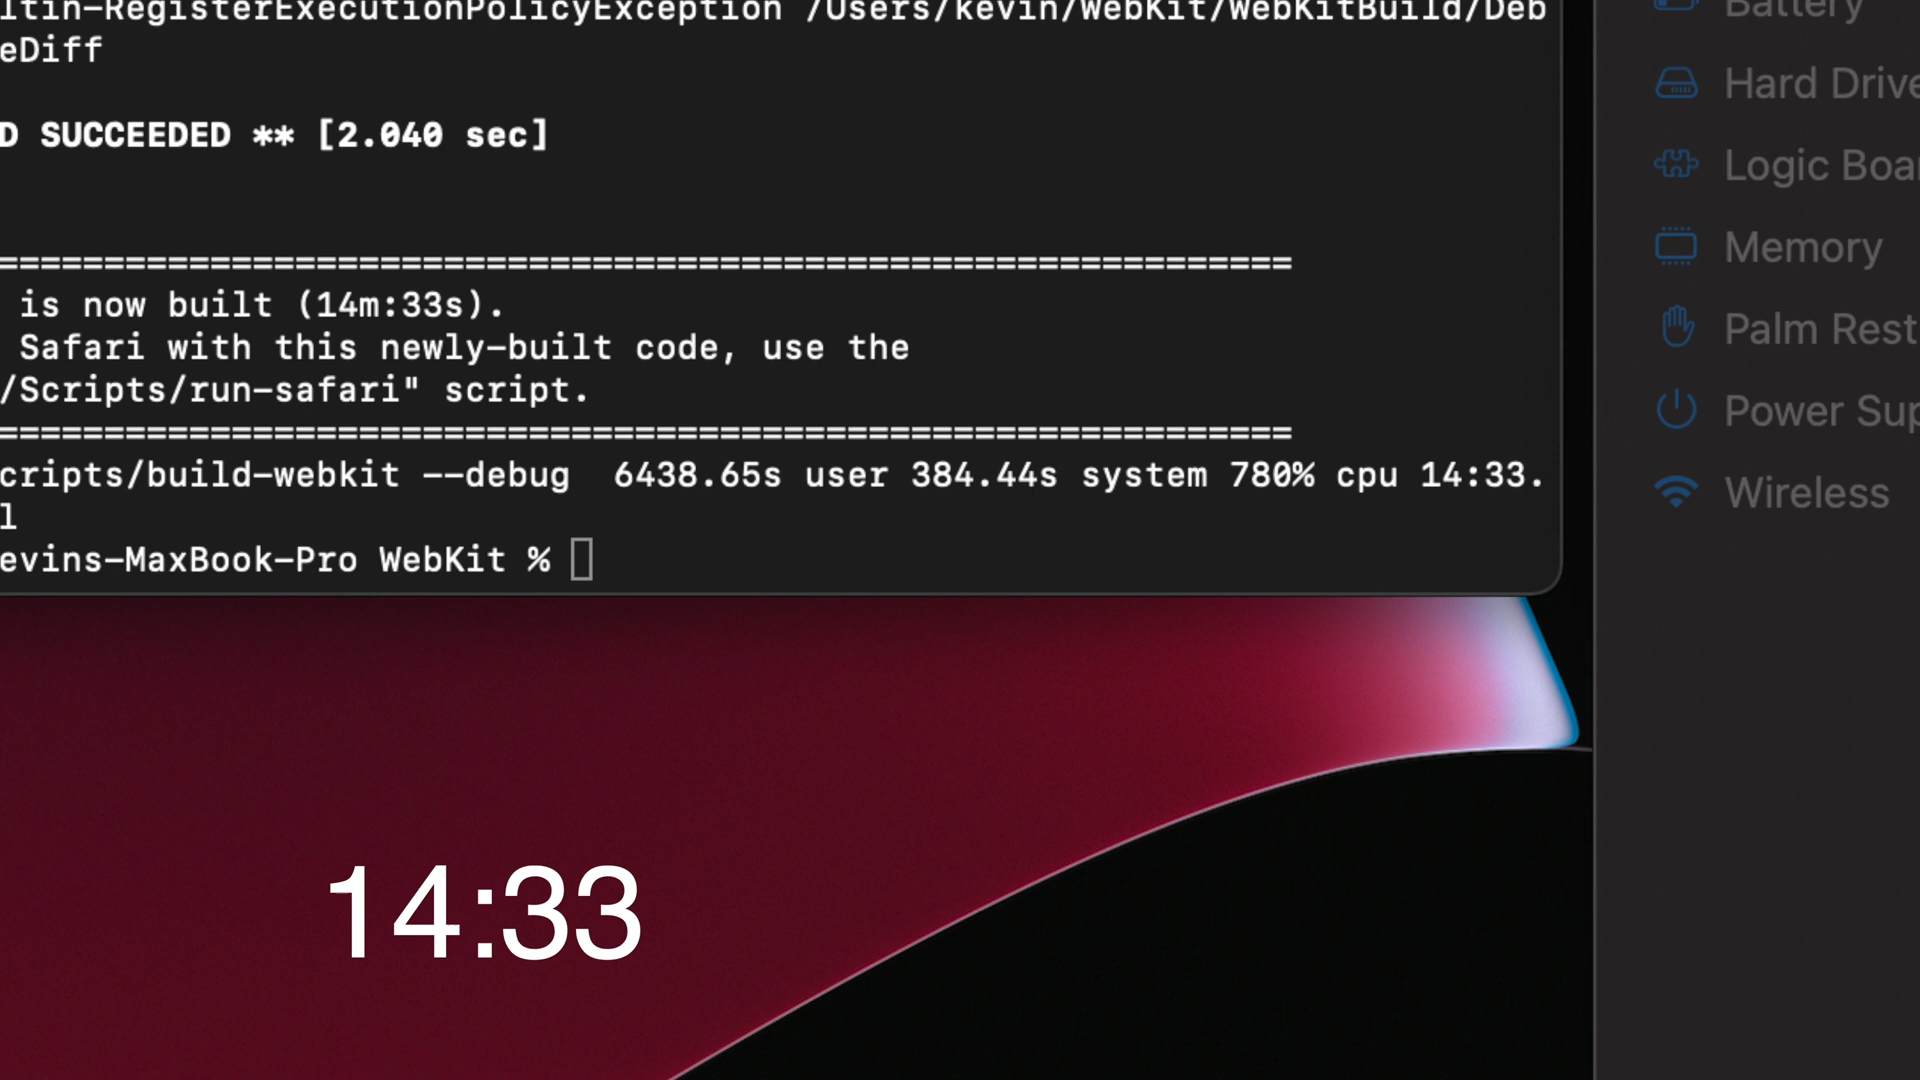 ltin-RegisterExecutionPolicyException /Users/kevin/WebKit/WebKitBuild/Deb
eDiff
D SUCCEEDED ** [2.040 sec]
============================================================
is now built (14m:33s).
Safari with this newly-built code, use the
/Scripts/run-safari" script.
============================================================
cripts/build-webkit --debug  6438.65s user 384.44s system 780% cpu 14:33.
l
evins-MaxBook-Pro WebKit %
14:33
Battery
Hard Drive
Logic Boar
Memory
Palm Rest
Power Sup
Wireless